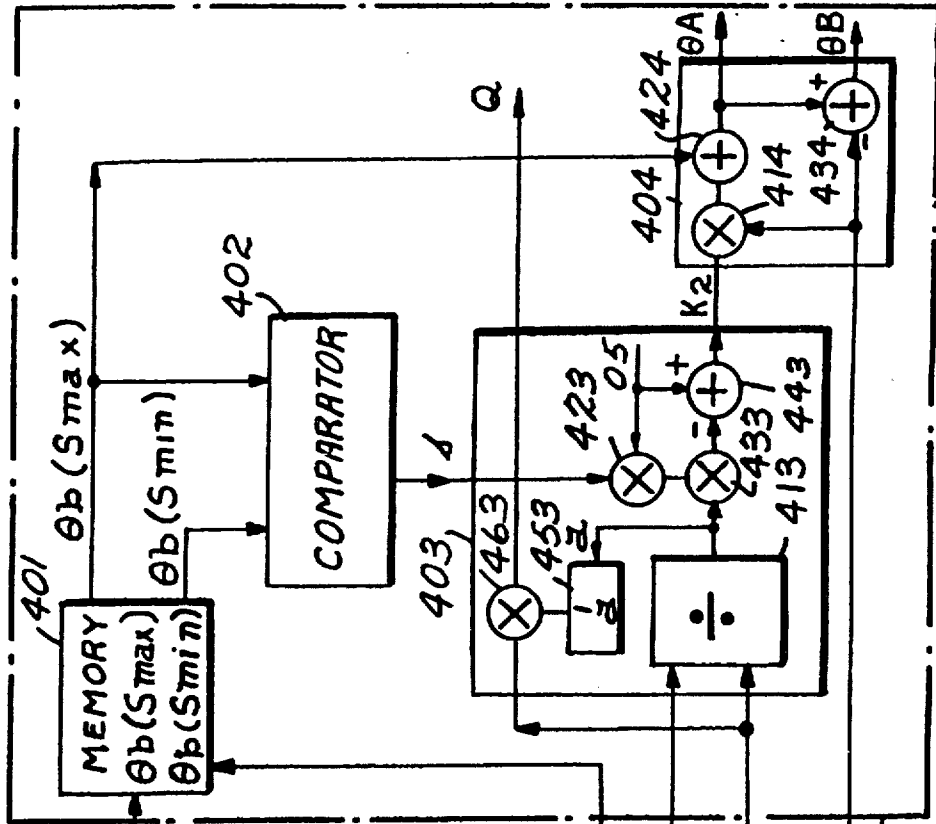 401
MEMORY
θb(Smax)
θb(Smin)
θb(Smax)
θb(Smin)
402
COMPARATOR
s
Q
403
463
453
1/y
y
÷
413
423
05
+
−
433
443
K2
404
424
414
434
+
−
θA
θB